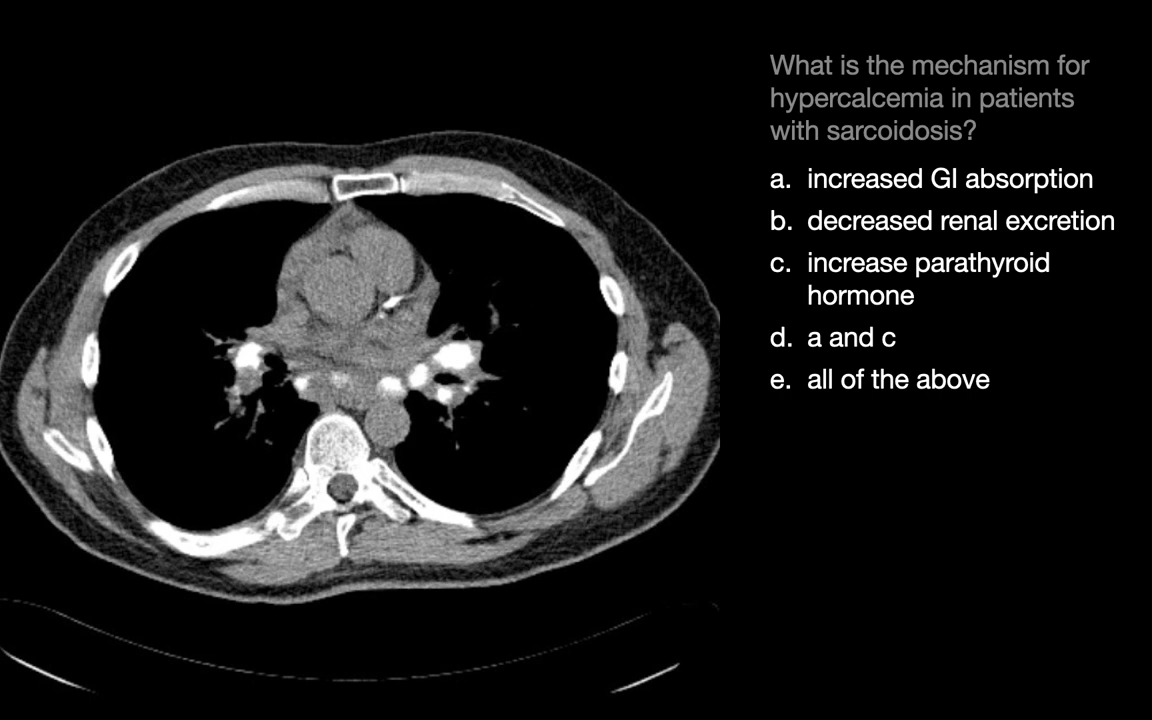 What is the mechanism for
hypercalcemia in patients
with sarcoidosis?
a. increased GI absorption
b. decreased renal excretion
c. increase parathyroid
hormone
d. a and c
e. all of the above